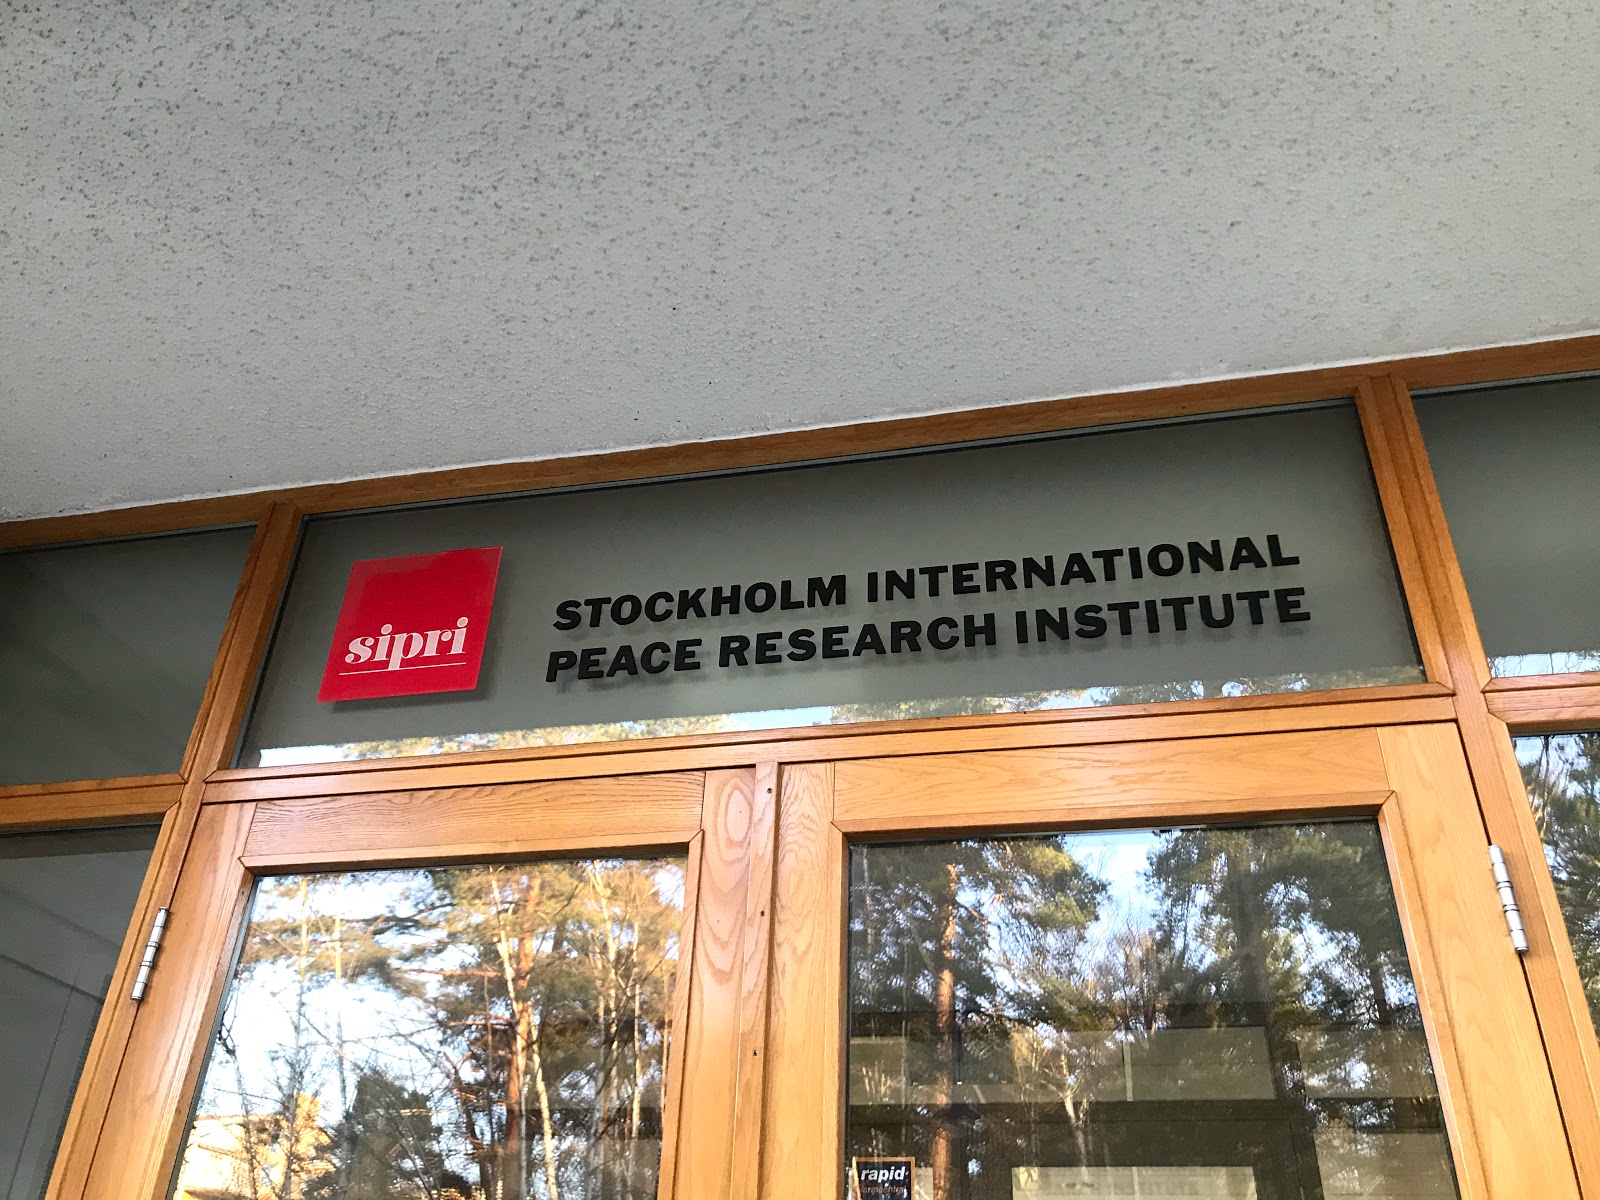 sipri
STOCKHOLM INTERNATIONAL
PEACE RESEARCH INSTITUTE
rapid